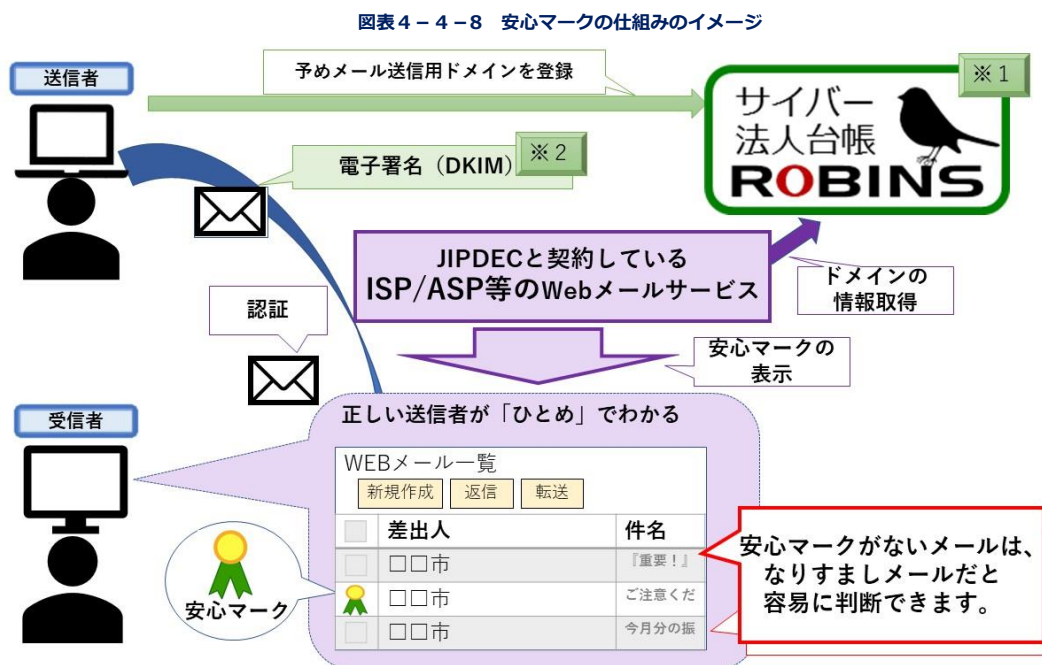 図表4-4-8 安心マークの仕組みのイメージ
送信者
予めメール送信用ドメインを登録
※1
サイバー
法人台帳
ROBINS
電子署名（DKIM）
※2
JIPDECと契約している
ISP/ASP等のWebメールサービス
ドメインの
情報取得
認証
安心マークの
表示
受信者
正しい送信者が「ひとめ」でわかる
WEBメール一覧
新規作成 返信 転送
差出人 件名
□□市 『重要！』
□□市 ご注意くだ
□□市 今月分の振
安心マーク
安心マークがないメールは、
なりすましメールだと
容易に判断できます。